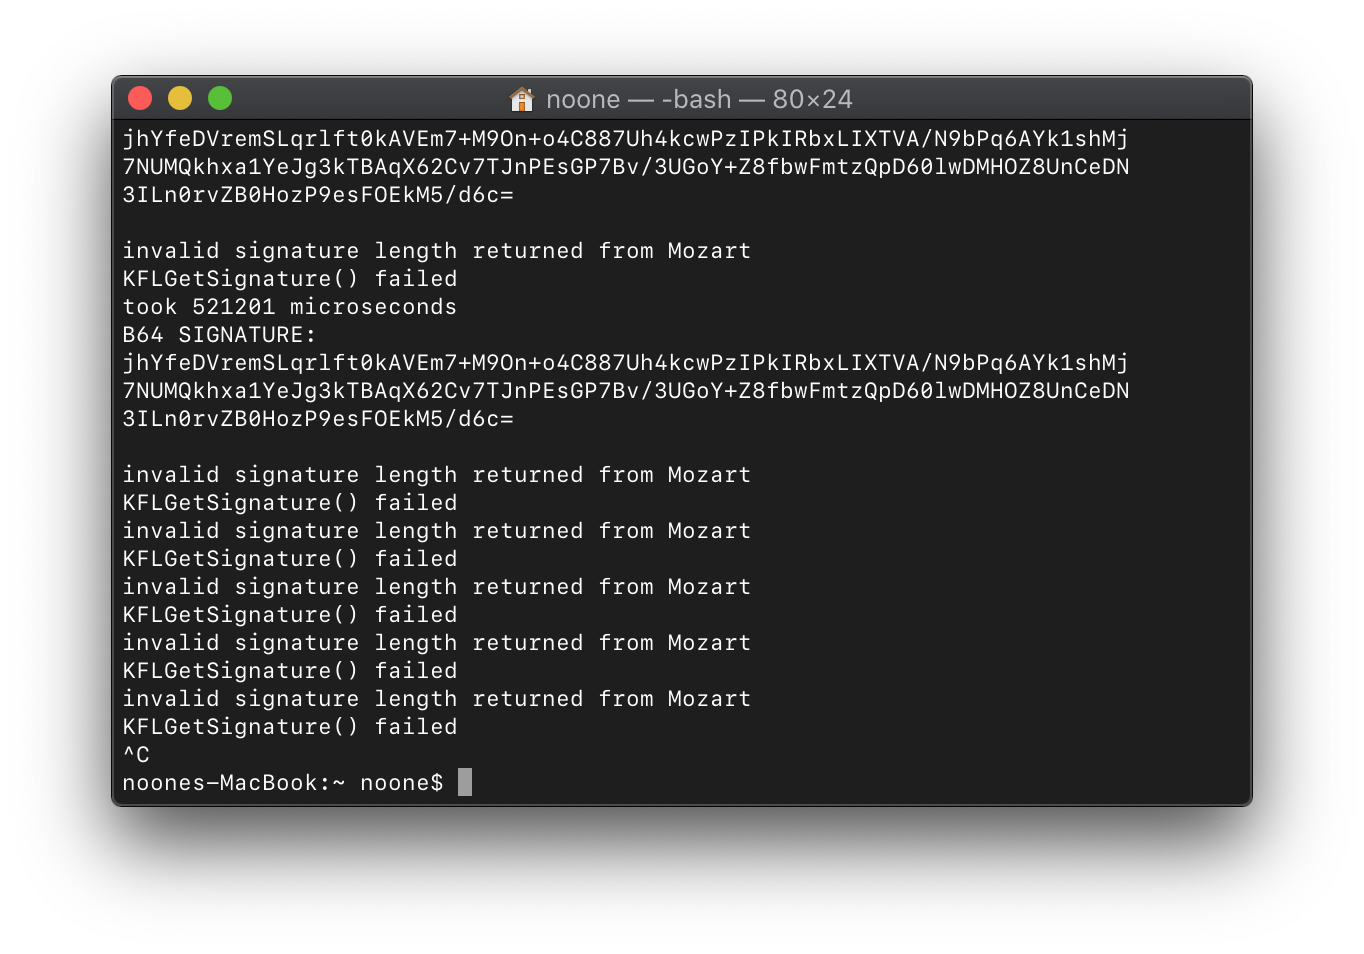 noone — -bash — 80×24
jhYfeDVremSLqrlft0kAVEm7+M9On+o4C887Uh4kcwPzIPkIRbxLIXTVA/N9bPq6AYk1shMj
7NUMQkhxa1YeJg3kTBAqX62Cv7TJnPEsGP7Bv/3UGoY+Z8fbwFmtzQpD60lwDMHOZ8UnCeDN
3ILn0rvZB0HozP9esFOEkM5/d6c=
invalid signature length returned from Mozart
KFLGetSignature() failed
took 521201 microseconds
B64 SIGNATURE:
jhYfeDVremSLqrlft0kAVEm7+M9On+o4C887Uh4kcwPzIPkIRbxLIXTVA/N9bPq6AYk1shMj
7NUMQkhxa1YeJg3kTBAqX62Cv7TJnPEsGP7Bv/3UGoY+Z8fbwFmtzQpD60lwDMHOZ8UnCeDN
3ILn0rvZB0HozP9esFOEkM5/d6c=
invalid signature length returned from Mozart
KFLGetSignature() failed
invalid signature length returned from Mozart
KFLGetSignature() failed
invalid signature length returned from Mozart
KFLGetSignature() failed
invalid signature length returned from Mozart
KFLGetSignature() failed
invalid signature length returned from Mozart
KFLGetSignature() failed
^C
noones-MacBook:~ noone$